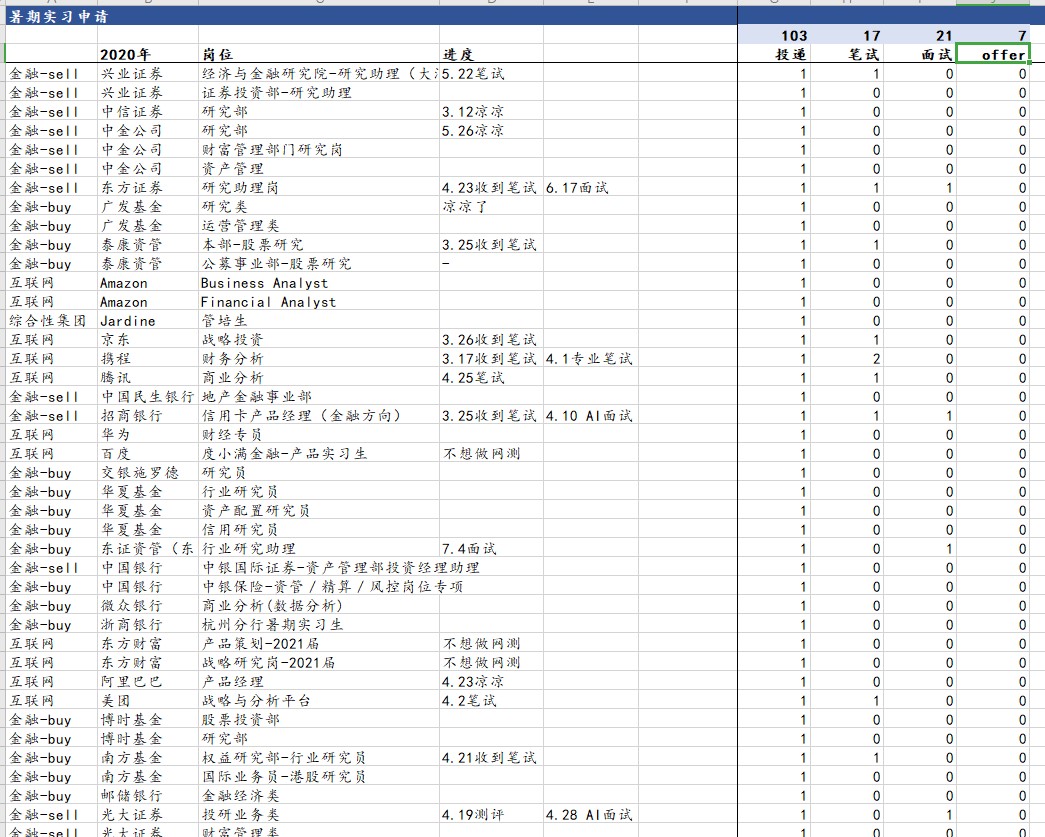 暑期实习申请
103 17 21 7
2020年 岗位 进度 投递 笔试 面试 offer
金融-sell 兴业证券 经济与金融研究院-研究助理（大 5.22笔试 1 1 0 0
金融-sell 兴业证券 证券投资部-研究助理 1 0 0 0
金融-sell 中信证券 研究部 3.12凉凉 1 0 0 0
金融-sell 中金公司 研究部 5.26凉凉 1 0 0 0
金融-sell 中金公司 财富管理部门研究岗 1 0 0 0
金融-sell 中金公司 资产管理 1 0 0 0
金融-sell 东方证券 研究助理岗 4.23收到笔试 6.17面试 1 1 1 0
金融-buy 广发基金 研究类 凉凉了 1 0 0 0
金融-buy 广发基金 运营管理类 1 0 0 0
金融-buy 泰康资管 本部-股票研究 3.25收到笔试 1 1 0 0
金融-buy 泰康资管 公募事业部-股票研究 - 1 0 0 0
互联网 Amazon Business Analyst 1 0 0 0
互联网 Amazon Financial Analyst 1 0 0 0
综合性集团 Jardine 管培生 1 0 0 0
互联网 京东 战略投资 3.26收到笔试 1 1 0 0
互联网 携程 财务分析 3.17收到笔试 4.1专业笔试 1 2 0 0
互联网 腾讯 商业分析 4.25笔试 1 1 0 0
金融-sell 中国民生银行 地产金融事业部 1 0 0 0
金融-sell 招商银行 信用卡产品经理（金融方向） 3.25收到笔试 4.10 AI面试 1 1 1 0
互联网 华为 财经专员 1 0 0 0
互联网 百度 度小满金融-产品实习生 不想做网测 1 0 0 0
金融-buy 交银施罗德 研究员 1 0 0 0
金融-buy 华夏基金 行业研究员 1 0 0 0
金融-buy 华夏基金 资产配置研究员 1 0 0 0
金融-buy 华夏基金 信用研究员 1 0 0 0
金融-buy 东证资管（东 行业研究助理 7.4面试 1 0 1 0
金融-sell 中国银行 中银国际证券-资产管理部投资经理助理 1 0 0 0
金融-buy 中国银行 中银保险-资管/精算/风控岗位专项 1 0 0 0
金融-buy 微众银行 商业分析(数据分析) 1 0 0 0
金融-buy 浙商银行 杭州分行暑期实习生 1 0 0 0
互联网 东方财富 产品策划-2021届 不想做网测 1 0 0 0
互联网 东方财富 战略研究岗-2021届 不想做网测 1 0 0 0
互联网 阿里巴巴 产品经理 4.23凉凉 1 0 0 0
互联网 美团 战略与分析平台 4.2笔试 1 1 0 0
金融-buy 博时基金 股票投资部 1 0 0 0
金融-buy 博时基金 研究部 1 0 0 0
金融-buy 南方基金 权益研究部-行业研究员 4.21收到笔试 1 1 0 0
金融-buy 南方基金 国际业务员-港股研究员 1 0 0 0
金融-buy 邮储银行 金融经济类 1 0 0 0
金融-sell 光大证券 投研业务类 4.19测评 4.28 AI面试 1 0 1 0
金融-sell 光大证券 财富管理类 1 0 0 0